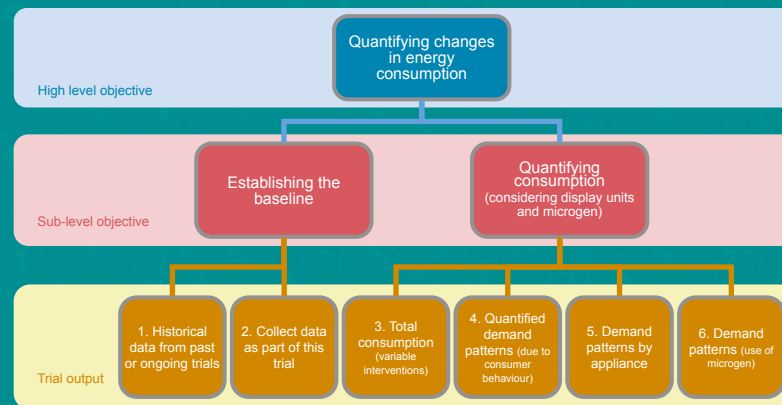 Quantifying changes
in energy
consumption
High level objective
Establishing the
baseline
Quantifying
consumption
(considering display units
and microgen)
Sub-level objective
1. Historical
data from past
or ongoing trials
2. Collect data
as part of this
trial
3. Total
consumption
(variable
interventions)
4. Quantified
demand
patterns (due to
consumer
behaviour)
5. Demand
patterns by
appliance
6. Demand
patterns (use of
microgen)
Trial output